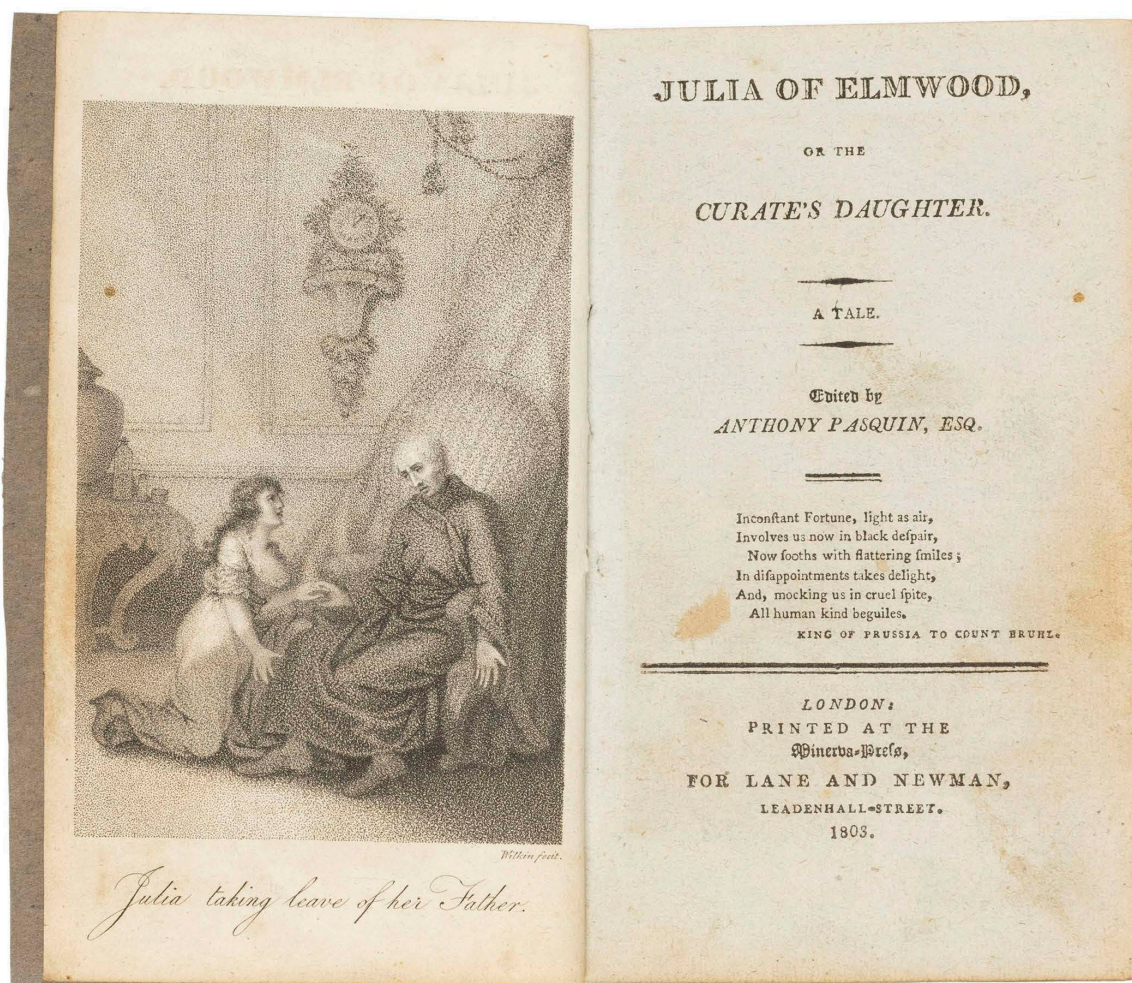 Wilkin fecit.
Julia taking leave of her Father.
JULIA OF ELMWOOD,
OR THE
CURATE'S DAUGHTER.
A TALE.
Edited by
ANTHONY PASQUIN, ESQ.
Inconſtant Fortune, light as air,
Involves us now in black deſpair,
Now ſooths with flattering ſmiles;
In diſappointments takes delight,
And, mocking us in cruel ſpite,
All human kind beguiles.
KING OF PRUSSIA TO COUNT BRUHL.
LONDON:
PRINTED AT THE
Minerva-Preſs,
FOR LANE AND NEWMAN,
LEADENHALL-STREET.
1803.